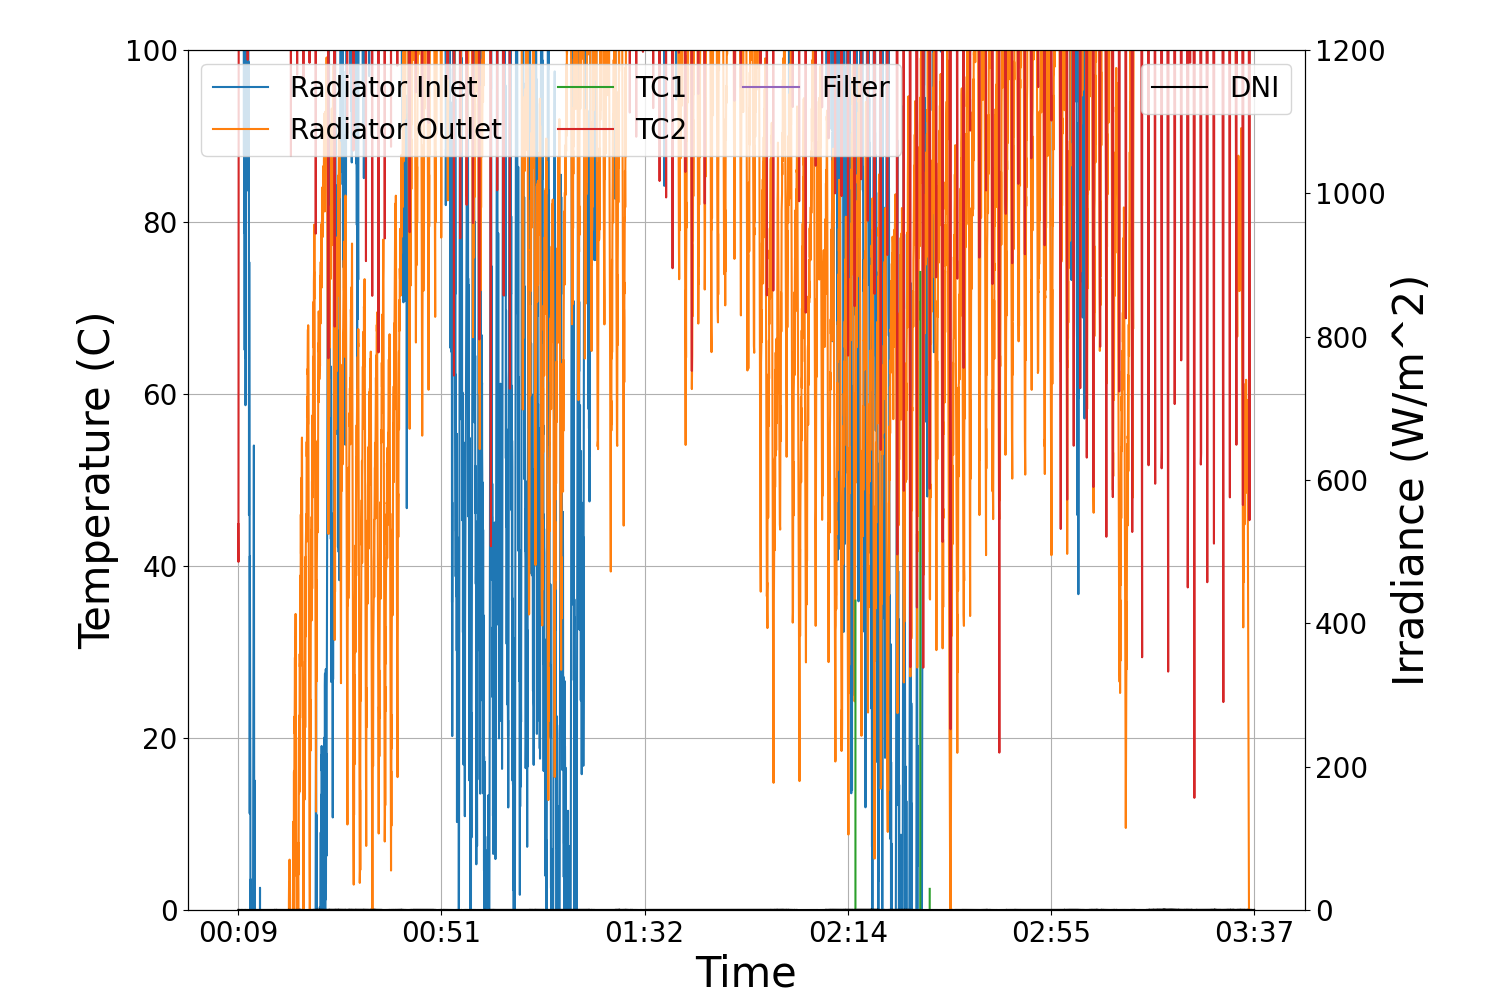 100 1200
Radiator Inlet TC1 Filter DNI
Radiator Outlet TC2
1000
80
800
60
600
40
400
20
200
0 0
00:09 00:51 01:32 02:14 02:55 03:37
Time
Temperature (C)
Irradiance (W/m^2)